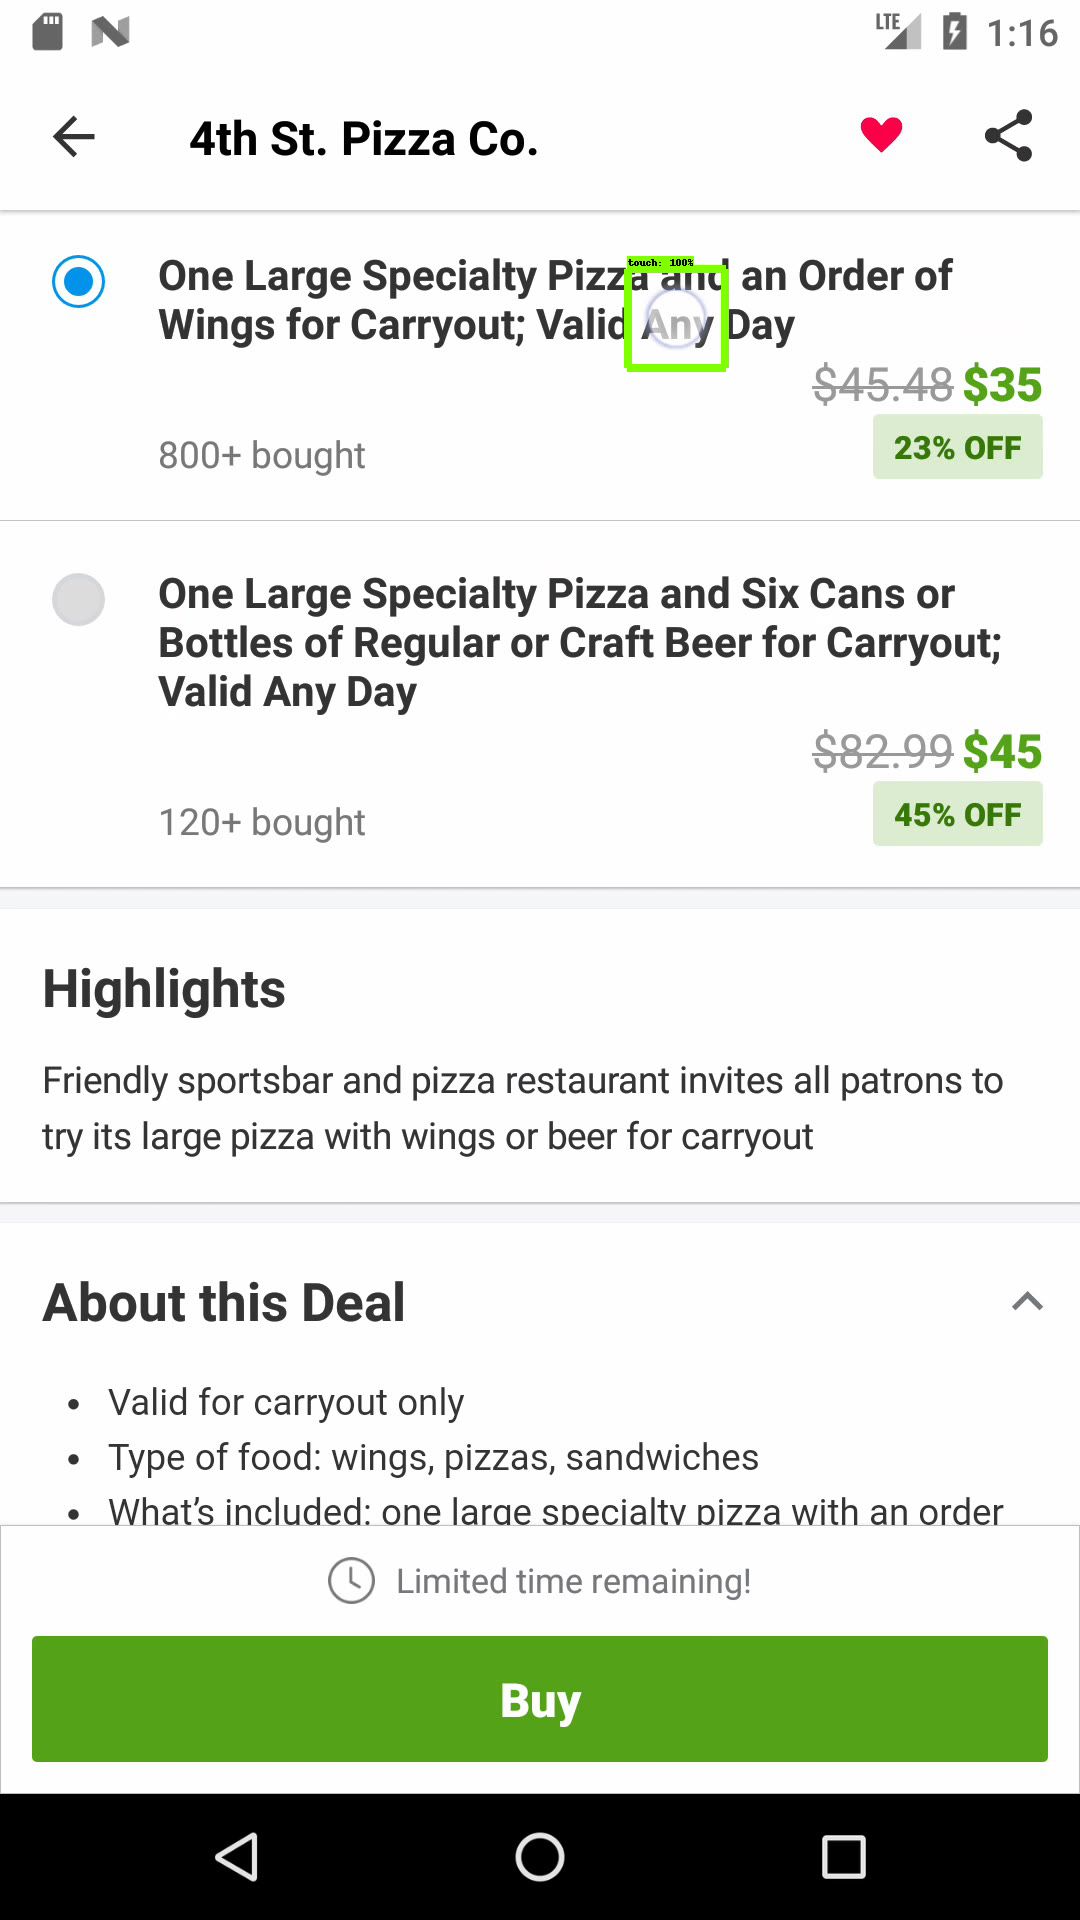 LTE 1:16
4th St. Pizza Co.
touch: 100%
One Large Specialty Pizza and an Order of
Wings for Carryout; Valid Any Day
$45.48 $35
800+ bought
23% OFF
One Large Specialty Pizza and Six Cans or
Bottles of Regular or Craft Beer for Carryout;
Valid Any Day
$82.99 $45
120+ bought
45% OFF
Highlights
Friendly sportsbar and pizza restaurant invites all patrons to
try its large pizza with wings or beer for carryout
About this Deal
• Valid for carryout only
• Type of food: wings, pizzas, sandwiches
• What’s included: one large specialty pizza with an order
Limited time remaining!
Buy